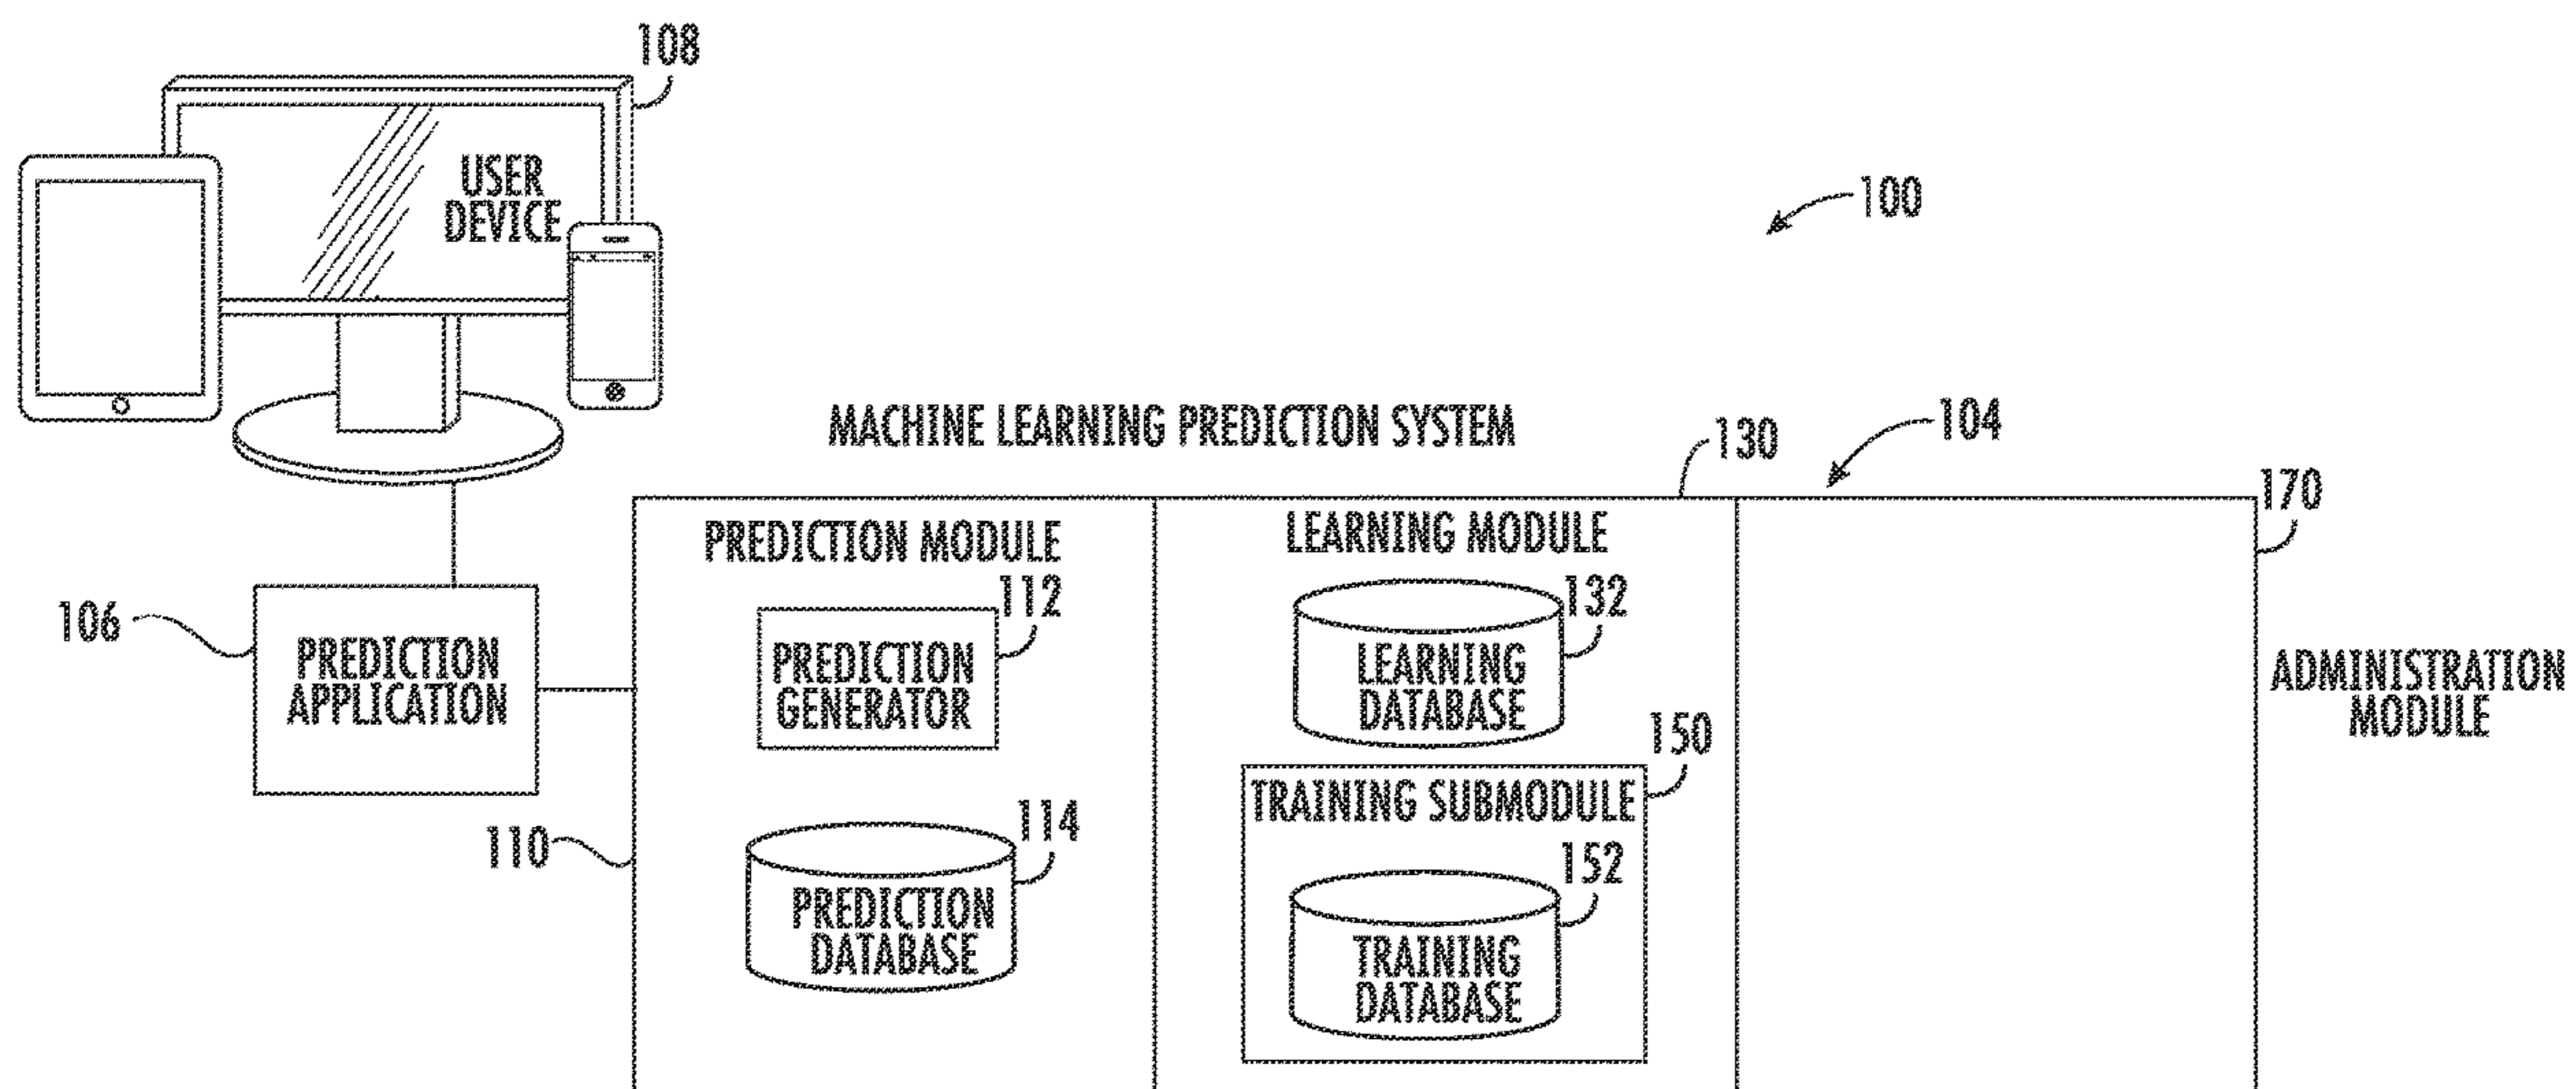 108
USER
DEVICE
100
MACHINE LEARNING PREDICTION SYSTEM
130
104
170
PREDICTION MODULE
LEARNING MODULE
112
132
106
PREDICTION
APPLICATION
PREDICTION
GENERATOR
LEARNING
DATABASE
ADMINISTRATION
MODULE
150
TRAINING SUBMODULE
110
114
152
PREDICTION
DATABASE
TRAINING
DATABASE